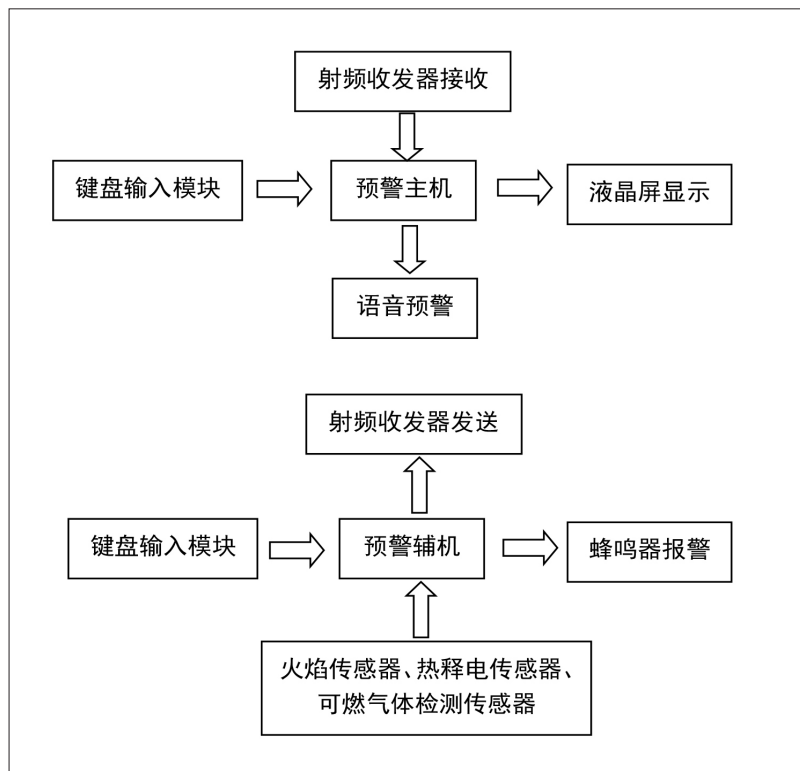 射频收发器接收
键盘输入模块
预警主机
液晶屏显示
语音预警
射频收发器发送
键盘输入模块
预警辅机
蜂鸣器报警
火焰传感器、热释电传感器、
可燃气体检测传感器